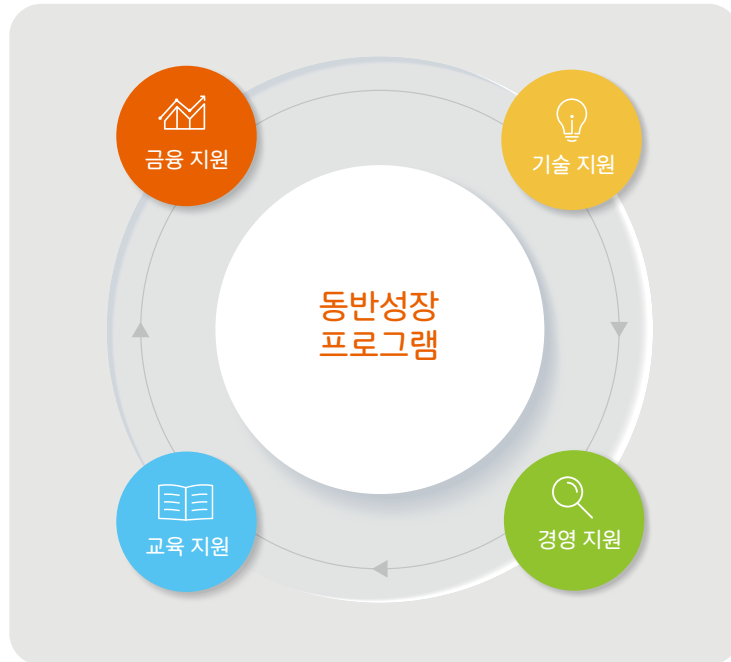 금융 지원
기술 지원
동반성장
프로그램
교육 지원
경영 지원